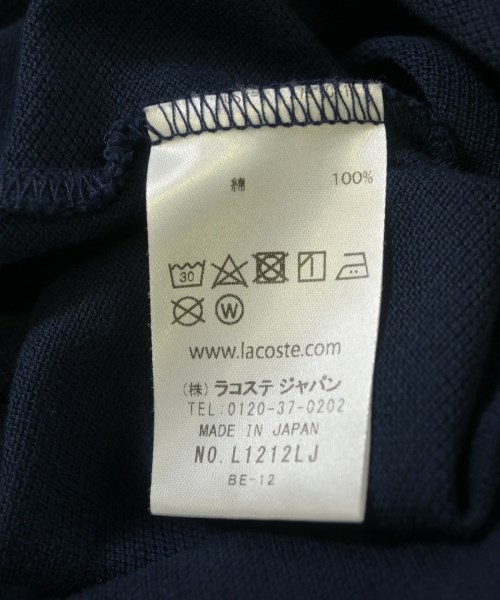 綿 100%
30
W
www.lacoste.com
(株) ラコステ ジャパン
TEL:0120-37-0202
MADE IN JAPAN
NO. L1212LJ
BE-12